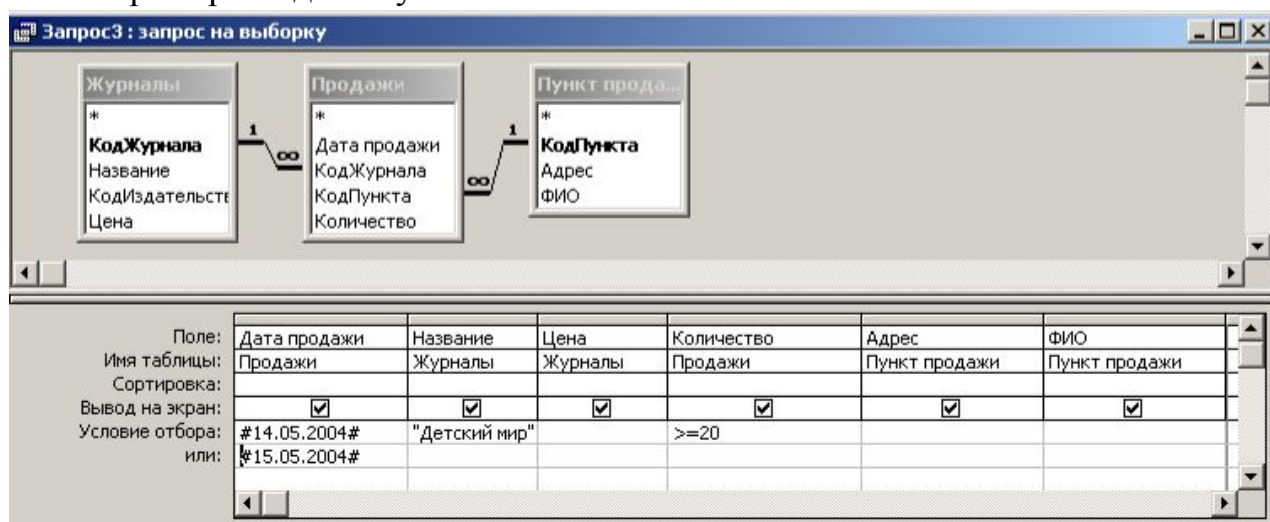 Запрос3 : запрос на выборку
Журналы
*
КодЖурнала
Название
КодИздательств
Цена
1
∞
Продажи
*
Дата продажи
КодЖурнала
КодПункта
Количество
∞
1
Пункт прода...
*
КодПункта
Адрес
ФИО
Поле: Дата продажи Название Цена Количество Адрес ФИО
Имя таблицы: Продажи Журналы Журналы Продажи Пункт продажи Пункт продажи
Сортировка:
Вывод на экран:
Условие отбора: #14.05.2004# "Детский мир" >=20
или: #15.05.2004#